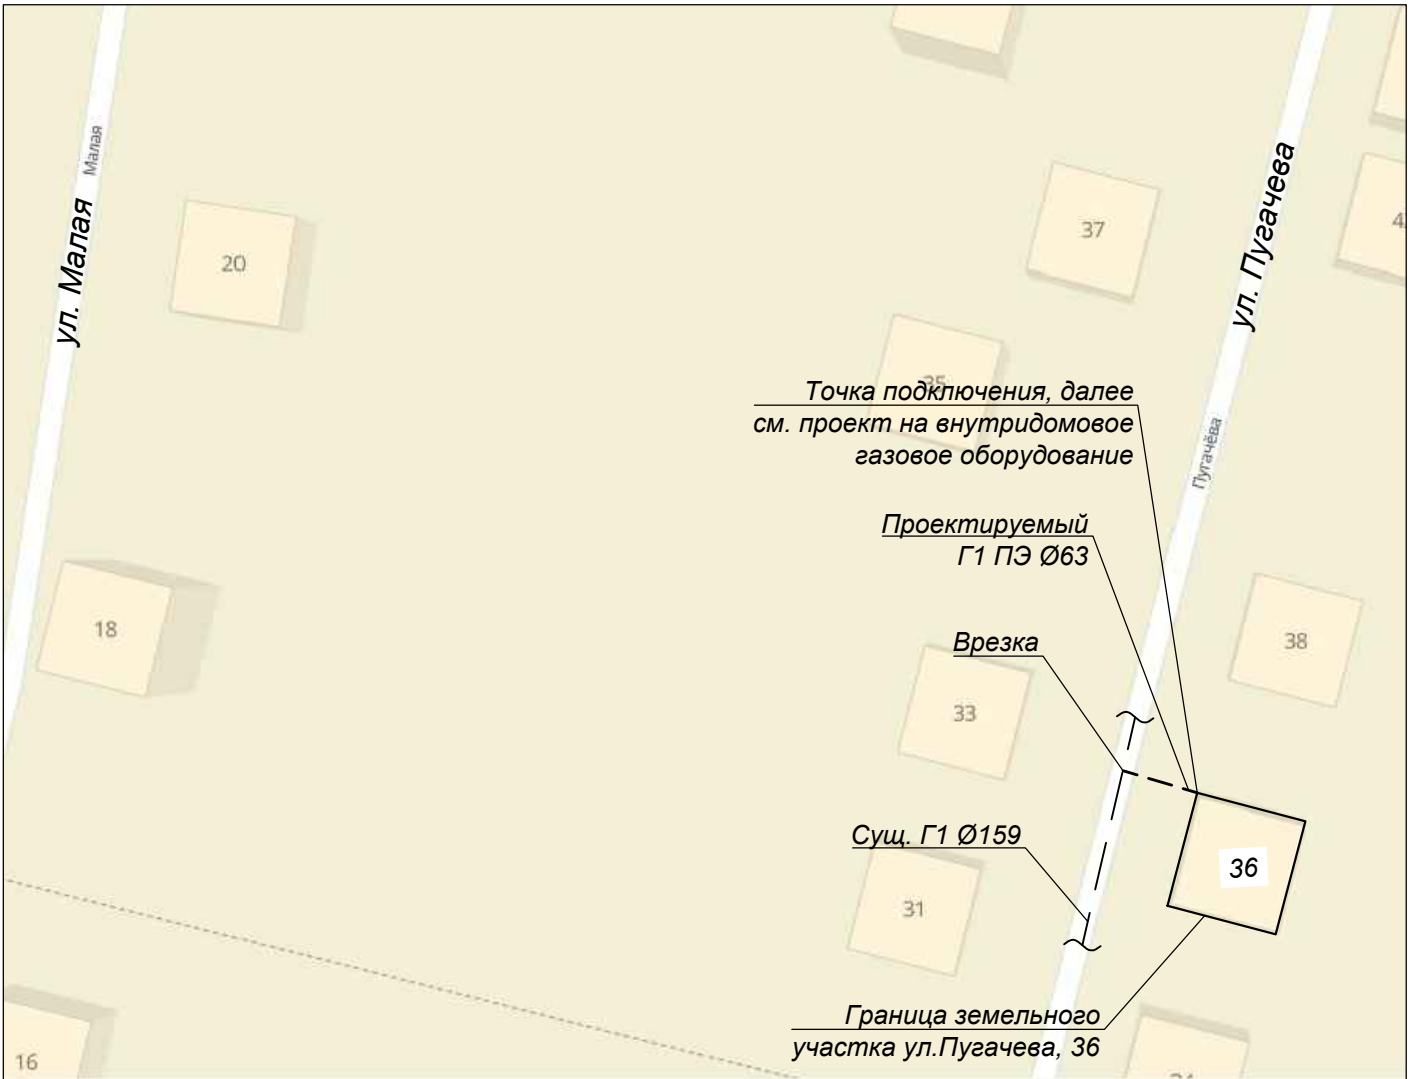 Малая
ул. Малая
20
18
16
37
ул. Пугачева
Пугачёва
35
Точка подключения, далее
см. проект на внутридомовое
газовое оборудование
Проектируемый
Г1 ПЭ Ø63
Врезка
38
33
Сущ. Г1 Ø159
36
31
Граница земельного
участка ул.Пугачева, 36